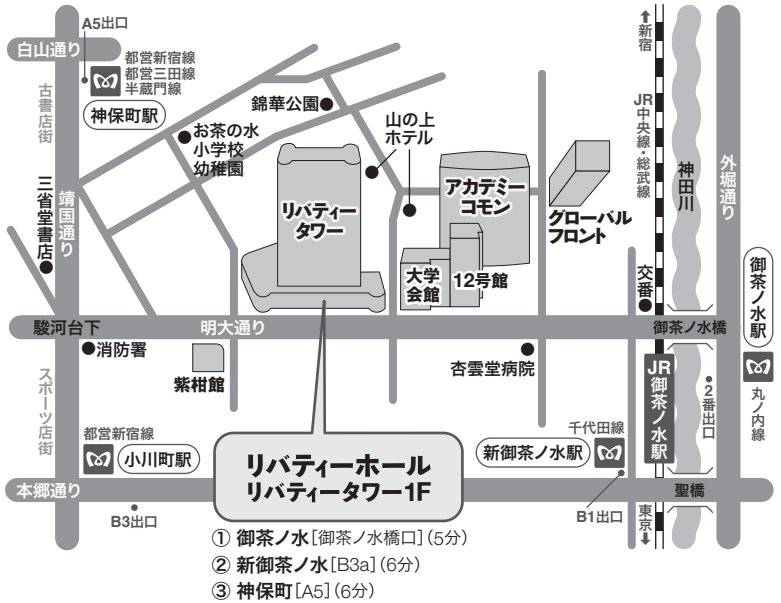 A5出口
白山通り
都営新宿線
都営三田線
半蔵門線
神保町駅
古書店街
錦華公園
お茶の水
小学校
幼稚園
山の上
ホテル
三省堂書店
靖国通り
リバティー
タワー
アカデミー
コモン
グローバル
フロント
大学
会館
12号館
↑新宿
JR中央線・総武線
神田川
外堀通り
交番
御茶ノ水駅
丸ノ内線
駿河台下
明大通り
御茶ノ水橋
消防署
紫紺館
杏雲堂病院
JR御茶ノ水駅
2番出口
スポーツ店街
都営新宿線
小川町駅
千代田線
新御茶ノ水駅
リバティーホール
リバティータワー1F
本郷通り
聖橋
B3出口
B1出口
東京↓
① 御茶ノ水[御茶ノ水橋口](5分)
② 新御茶ノ水[B3a](6分)
③ 神保町[A5](6分)